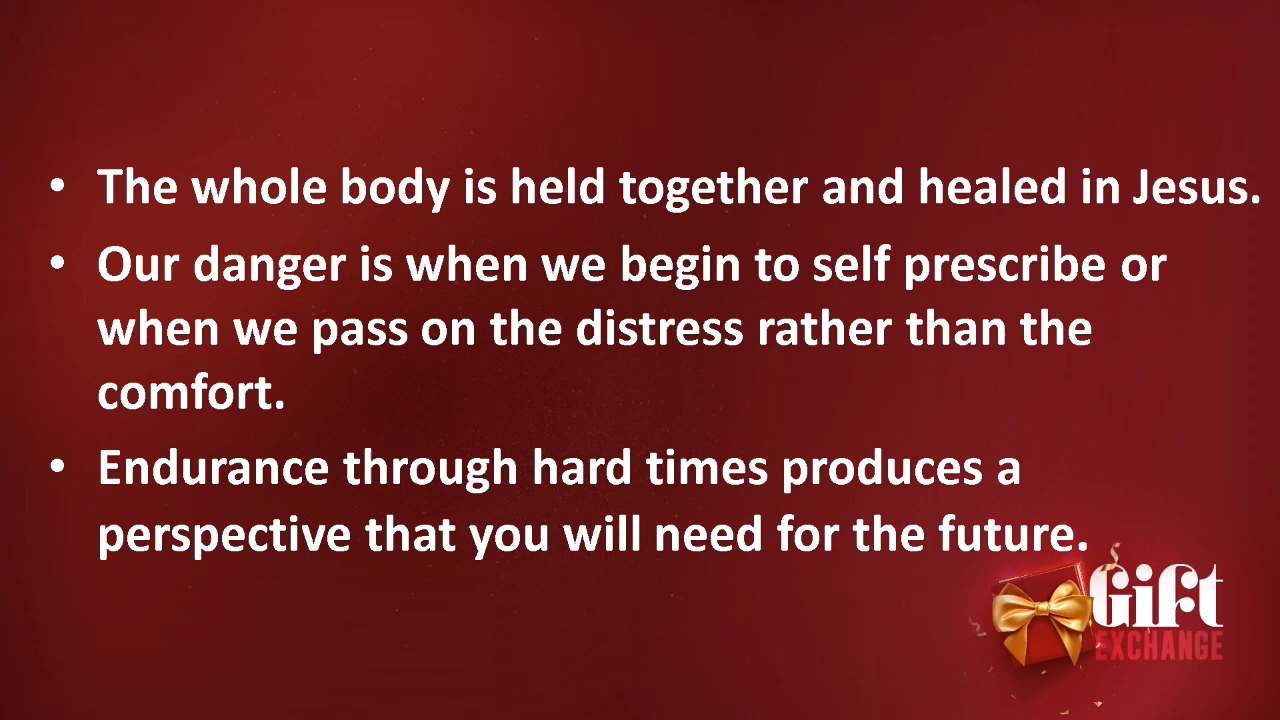 • The whole body is held together and healed in Jesus.
• Our danger is when we begin to self prescribe or
when we pass on the distress rather than the
comfort.
• Endurance through hard times produces a
perspective that you will need for the future.
Gift
EXCHANGE